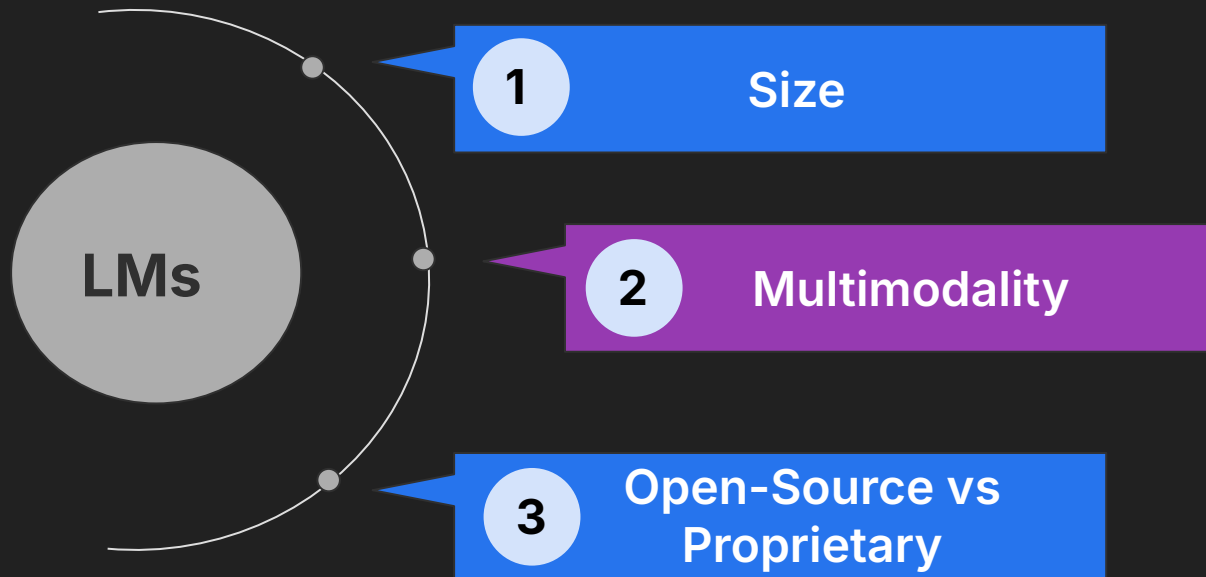 LMs
1
Size
2
Multimodality
3
Open-Source vs
Proprietary